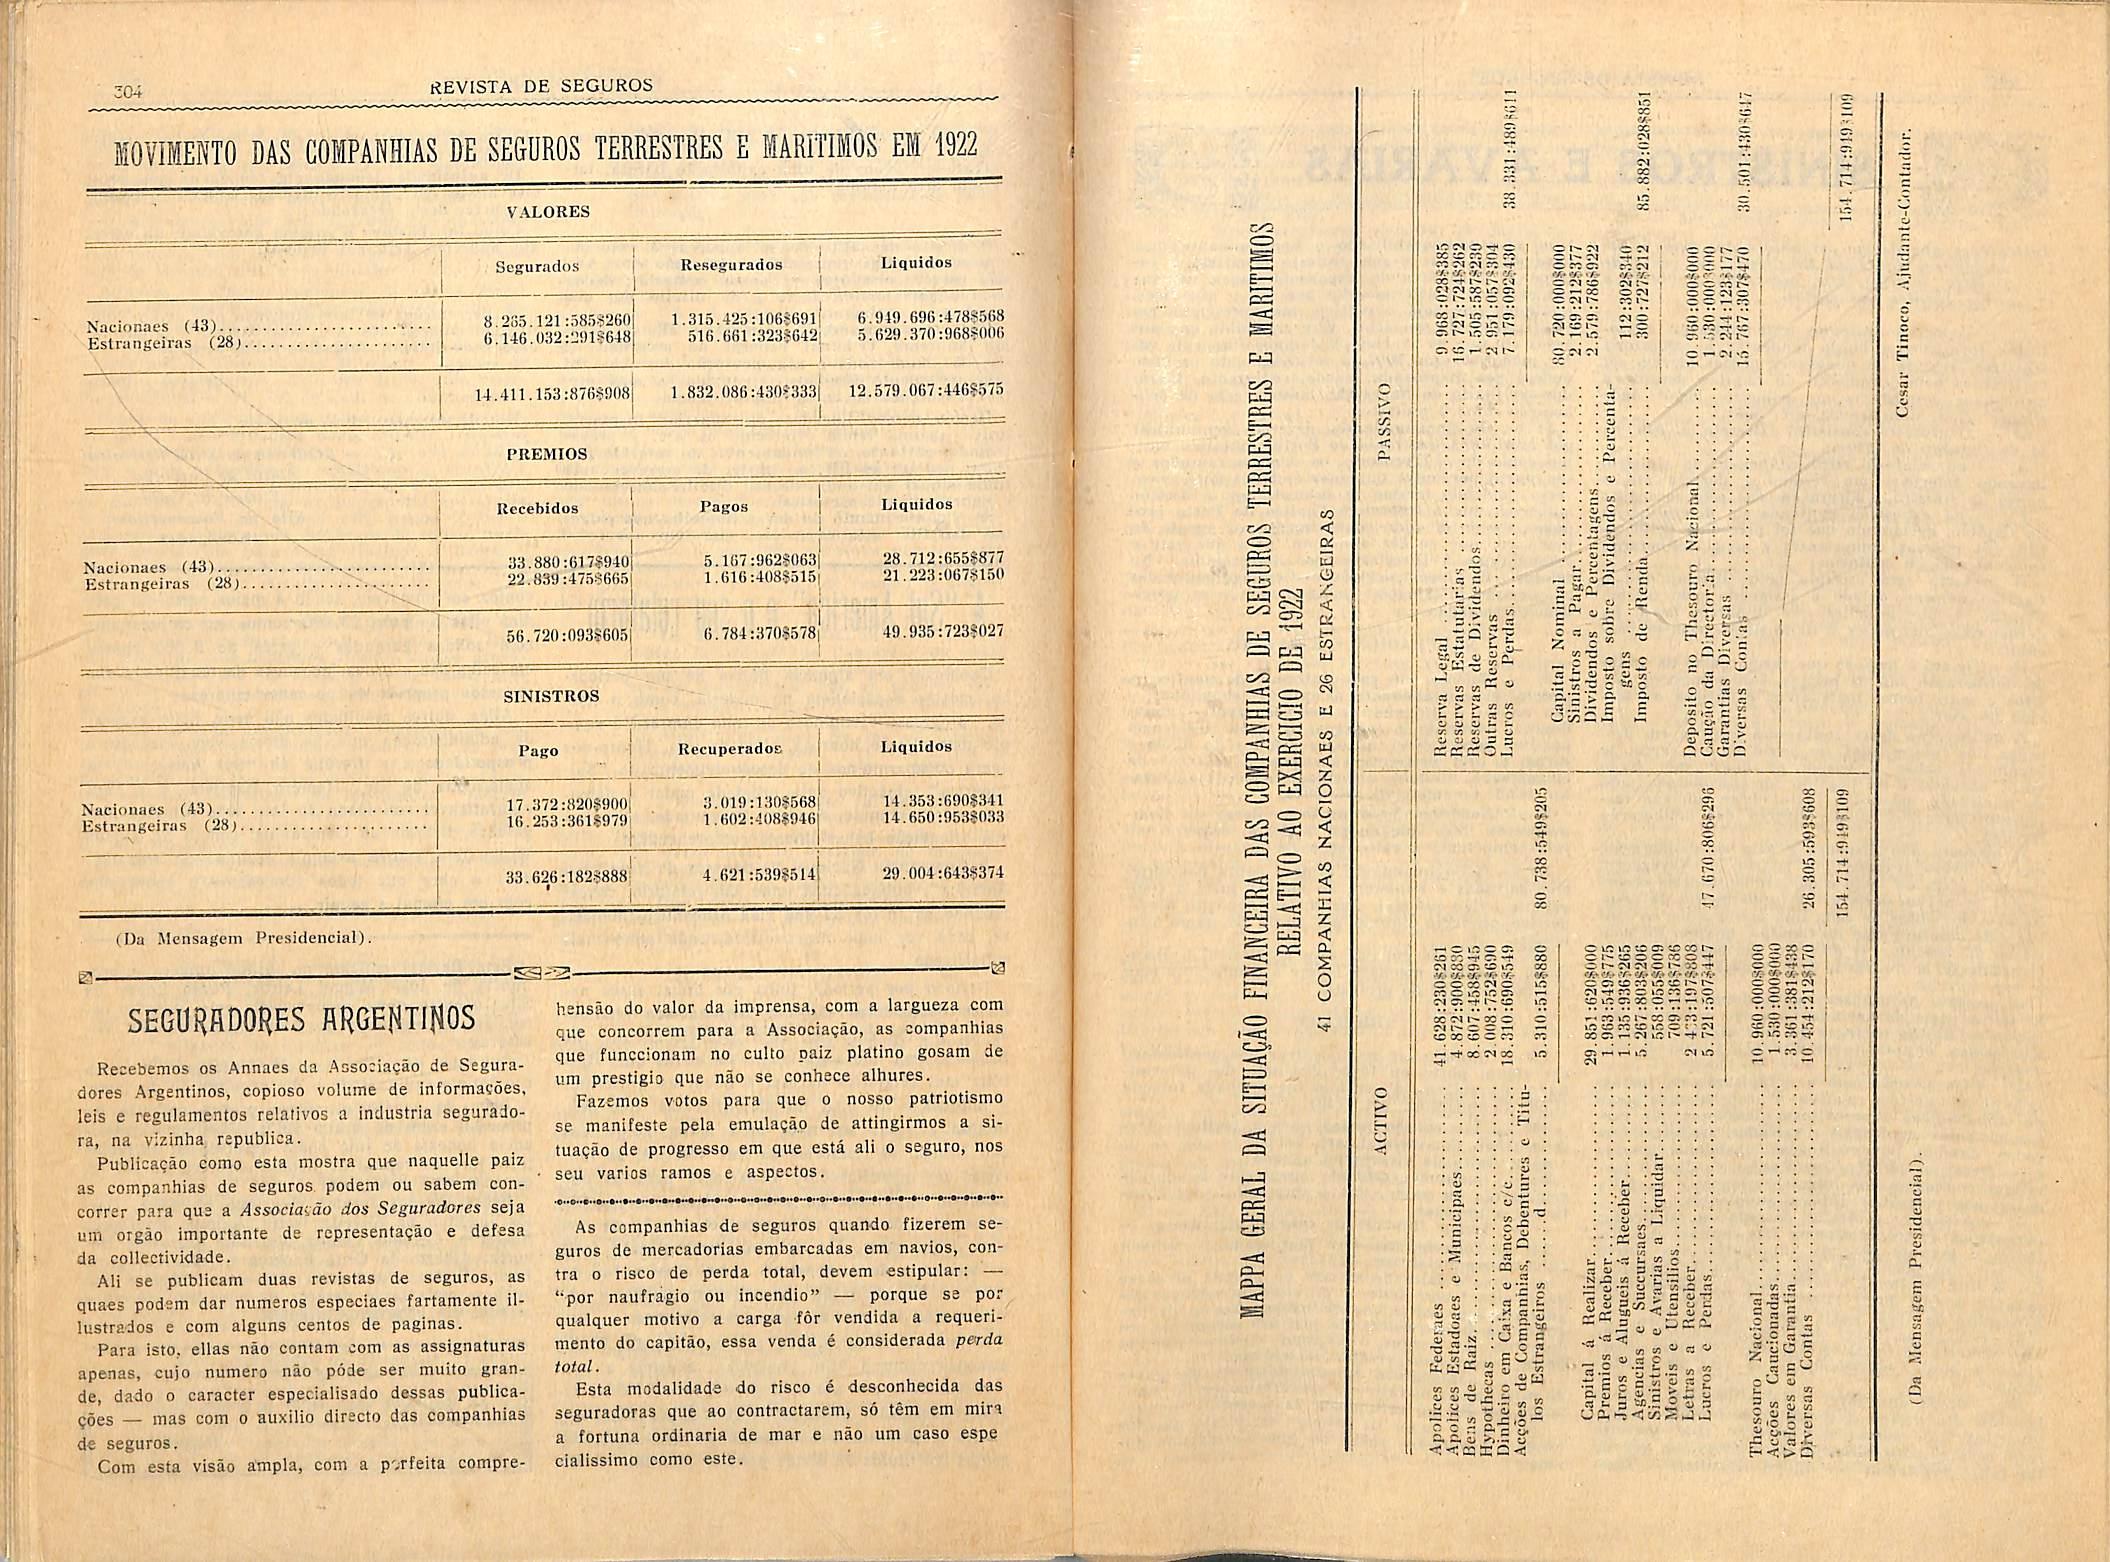 304
REVISTA DE SEGUROS
MOVIMENTO DAS COMPANHIAS DE SEGUROS TERRESTRES E MARITIMOS EM 1922
VALORES
Segurados Resegurados Liquidos
Nacionaes (43) 8.265.121:585$260 1.315.425:106$691 6.949.696:478$568
Estrangeiras (28) 6.146.032:291$648 516.661:323$642 5.629.370:968$006
14.411.153:876$908 1.832.086:430$333 12.579.067:446$575
PREMIOS
Recebidos Pagos Liquidos
Nacionaes (43) 33.880:617$940 5.167:962$063 28.712:655$877
Estrangeiras (28) 22.839:475$665 1.616:408$515 21.223:067$150
56.720:093$605 6.784:370$578 49.935:723$027
SINISTROS
Pago Recuperados Liquidos
Nacionaes (43) 17.372:820$900 3.019:130$568 14.353:690$341
Estrangeiras (28) 16.253:361$979 1.602:408$946 14.650:953$033
33.626:182$888 4.621:539$514 29.004:643$374
(Da Mensagem Presidencial).
SEGURADORES ARGENTINOS
Recebemos os Annaes da Associação de Segura-
dores Argentinos, copioso volume de informações,
leis e regulamentos relativos a industria segurado-
ra, na vizinha republica.
Publicação como esta mostra que naquelle paiz
as companhias de seguros podem ou sabem con-
correr para que a Associação dos Seguradores seja
um orgão importante de representação e defesa
da collectividade.
Ali se publicam duas revistas de seguros, as
quaes podem dar numeros especiaes fartamente il-
lustrados e com alguns centos de paginas.
Para isto, ellas não contam com as assignaturas
apenas, cujo numero não póde ser muito gran-
de, dado o caracter especialisado dessas publica-
ções — mas com o auxilio directo das companhias
de seguros.
Com esta visão ampla, com a perfeita compre-
hensão do valor da imprensa, com a largueza com
que concorrem para a Associação, as companhias
que funccionam no culto paiz platino gosam de
um prestigio que não se conhece alhures.
Fazemos votos para que o nosso patriotismo
se manifeste pela emulação de attingirmos a si-
tuação de progresso em que está ali o seguro, nos
seu varios ramos e aspectos.
As companhias de seguros quando fizerem se-
guros de mercadorias embarcadas em navios, con-
tra o risco de perda total, devem estipular: —
“por naufragio ou incendio” — porque se por
qualquer motivo a carga fôr vendida a requeri-
mento do capitão, essa venda é considerada perda
total.
Esta modalidade do risco é desconhecida das
seguradoras que ao contractarem, só têm em mira
a fortuna ordinaria de mar e não um caso espe
cialissimo como este.
MAPPA GERAL DA SITUAÇÃO FINANCEIRA DAS COMPANHIAS DE SEGUROS TERRESTRES E MARITIMOS
RELATIVO AO EXERCICIO DE 1922
41 COMPANHIAS NACIONAES E 26 ESTRANGEIRAS
ACTIVO
Apolices Federaes 41.628:230$261
Apolices Estadoaes e Municipaes 4.872:900$830
Bens de Raiz 8.607:458$945
Hypothecas 2.008:752$690
Dinheiro em Caixa e Bancos c/c 18.310:690$549
Acções de Companhias, Debentures e Titu-
los Estrangeiros 5.310:515$880 80.738:549$205
Capital á Realizar 29.851:620$000
Premios á Receber 1.963:549$775
Juros e Alugueis á Receber 1.135:936$265
Agencias e Succursaes 5.267:803$206
Sinistros e Avarias a Liquidar 558:055$009
Moveis e Utensilios 709:136$786
Letras a Receber
Lucros e Perdas 5.721:507$447 47.670:806$296
Thesouro Nacional 10.960:000$000
Acções Caucionadas 1.530:000$000
Valores em Garantia 3.361:381$438
Diversas Contas 10.454:212$170 26.305:593$608
154.714:949$109
PASSIVO
Reserva Legal 9.968:028$385
Reservas Estatutarias 16.727:724$262
Reservas de Dividendos 1.505:587$239
Outras Reservas 2 951:057$304
Lucros e Perdas 7.179:092$430 38.331:489$611
Capital Nominal 80.720:000$000
Sinistros a Pagar 2.169:212$377
Dividendos e Percentagens 2.579:786$922
Imposto sobre Dividendos e Percenta-
gens 112:302$340
Imposto de Renda 300:727$212 85.882:028$851
Deposito no Thesouro Nacional 10 960:000$000
Caução da Directoria 1.530:000$000
Garantias Diversas 2.244:123$177
Diversas Contas 15.767:307$470 30.501:430$647
154.714:949$109
(Da Mensagem Presidencial).
Cesar Tinoco, Ajudante-Contador.